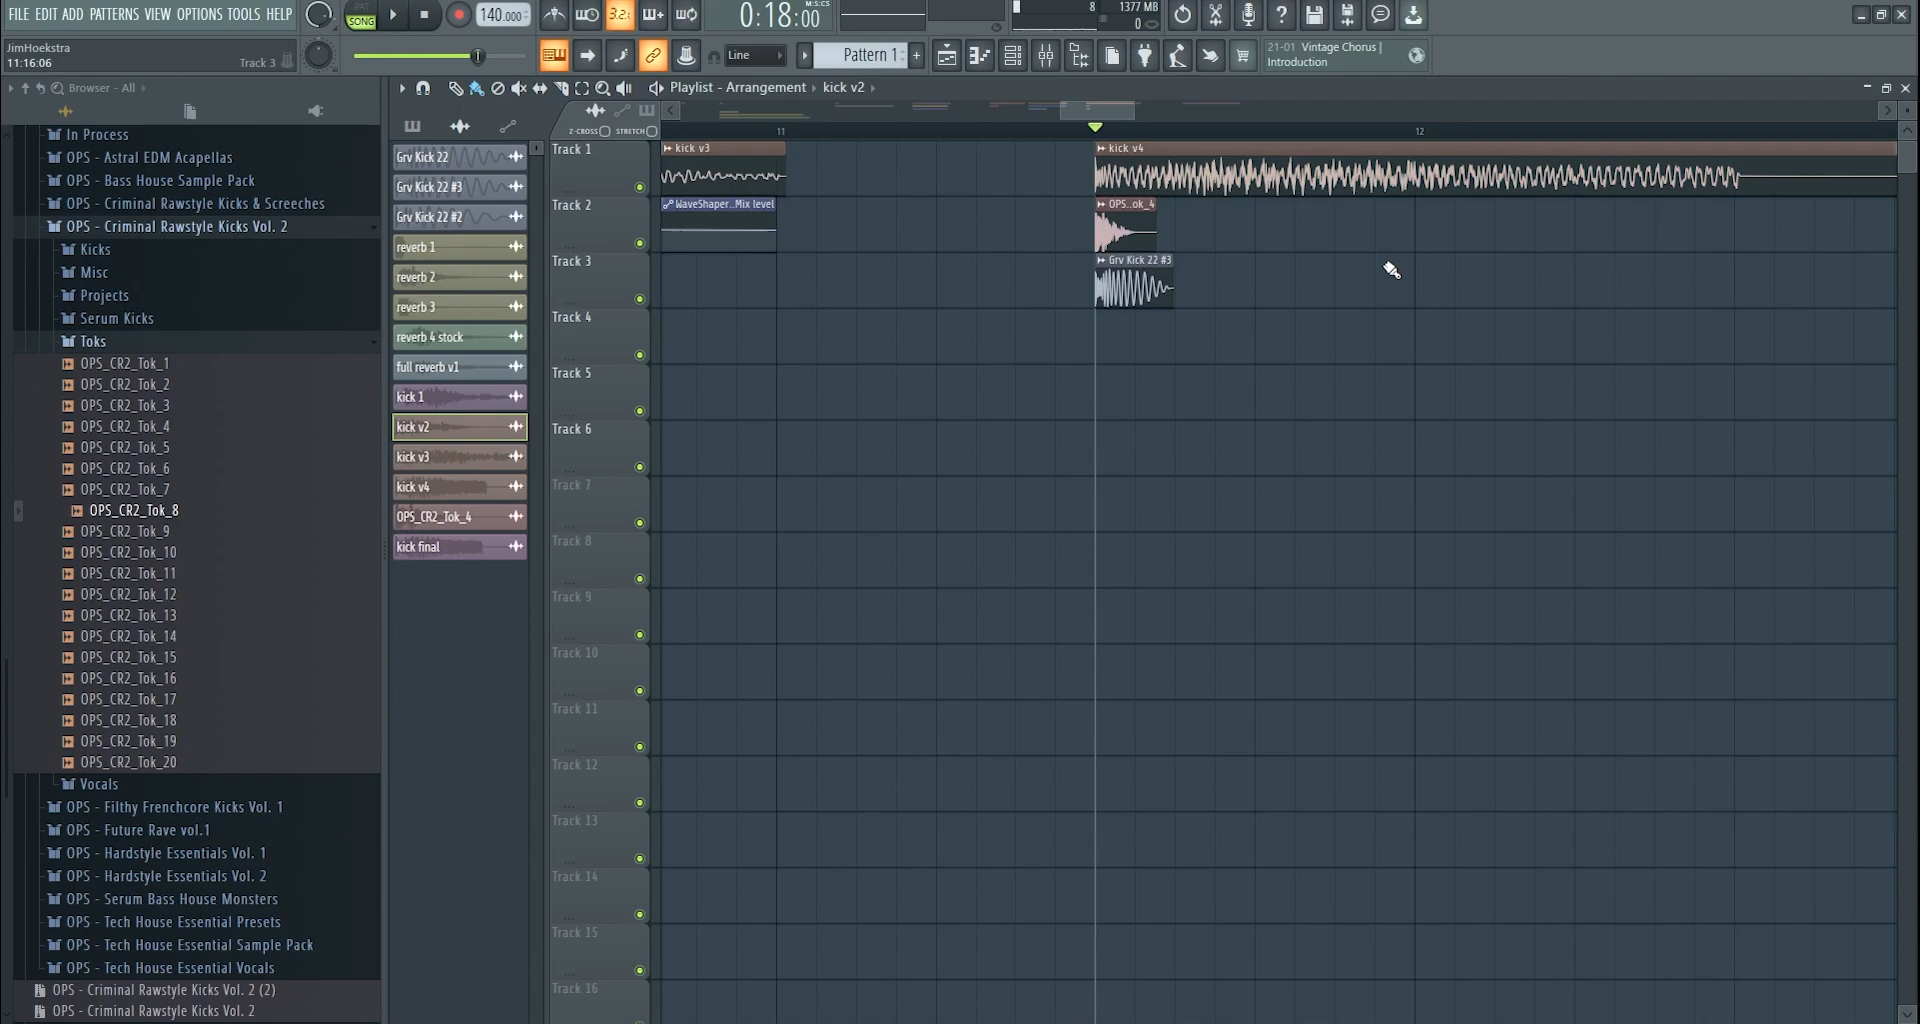 FILE EDIT ADD PATTERNS VIEW OPTIONS TOOLS HELP
PAT
SONG
140.000
3.2.
0:18:00
M:S:CS
8
1377 MB
0
JimHoekstra
11:16:06
Track 3
Line
Pattern 1
21-01 Vintage Chorus |
Introduction
Browser - All
Playlist - Arrangement › kick v2 ›
Z-CROSS
STRETCH
11
12
In Process
OPS - Astral EDM Acapellas
OPS - Bass House Sample Pack
OPS - Criminal Rawstyle Kicks & Screeches
OPS - Criminal Rawstyle Kicks Vol. 2
Kicks
Misc
Projects
Serum Kicks
Toks
OPS_CR2_Tok_1
OPS_CR2_Tok_2
OPS_CR2_Tok_3
OPS_CR2_Tok_4
OPS_CR2_Tok_5
OPS_CR2_Tok_6
OPS_CR2_Tok_7
OPS_CR2_Tok_8
OPS_CR2_Tok_9
OPS_CR2_Tok_10
OPS_CR2_Tok_11
OPS_CR2_Tok_12
OPS_CR2_Tok_13
OPS_CR2_Tok_14
OPS_CR2_Tok_15
OPS_CR2_Tok_16
OPS_CR2_Tok_17
OPS_CR2_Tok_18
OPS_CR2_Tok_19
OPS_CR2_Tok_20
Vocals
OPS - Filthy Frenchcore Kicks Vol. 1
OPS - Future Rave vol.1
OPS - Hardstyle Essentials Vol. 1
OPS - Hardstyle Essentials Vol. 2
OPS - Serum Bass House Monsters
OPS - Tech House Essential Presets
OPS - Tech House Essential Sample Pack
OPS - Tech House Essential Vocals
OPS - Criminal Rawstyle Kicks Vol. 2 (2)
OPS - Criminal Rawstyle Kicks Vol. 2
Grv Kick 22
Grv Kick 22 #3
Grv Kick 22 #2
reverb 1
reverb 2
reverb 3
reverb 4 stock
full reverb v1
kick 1
kick v2
kick v3
kick v4
OPS_CR2_Tok_4
kick final
Track 1
kick v3
kick v4
Track 2
WaveShaper..Mix level
OPS..ok_4
Track 3
Grv Kick 22 #3
Track 4
Track 5
Track 6
Track 7
Track 8
Track 9
Track 10
Track 11
Track 12
Track 13
Track 14
Track 15
Track 16